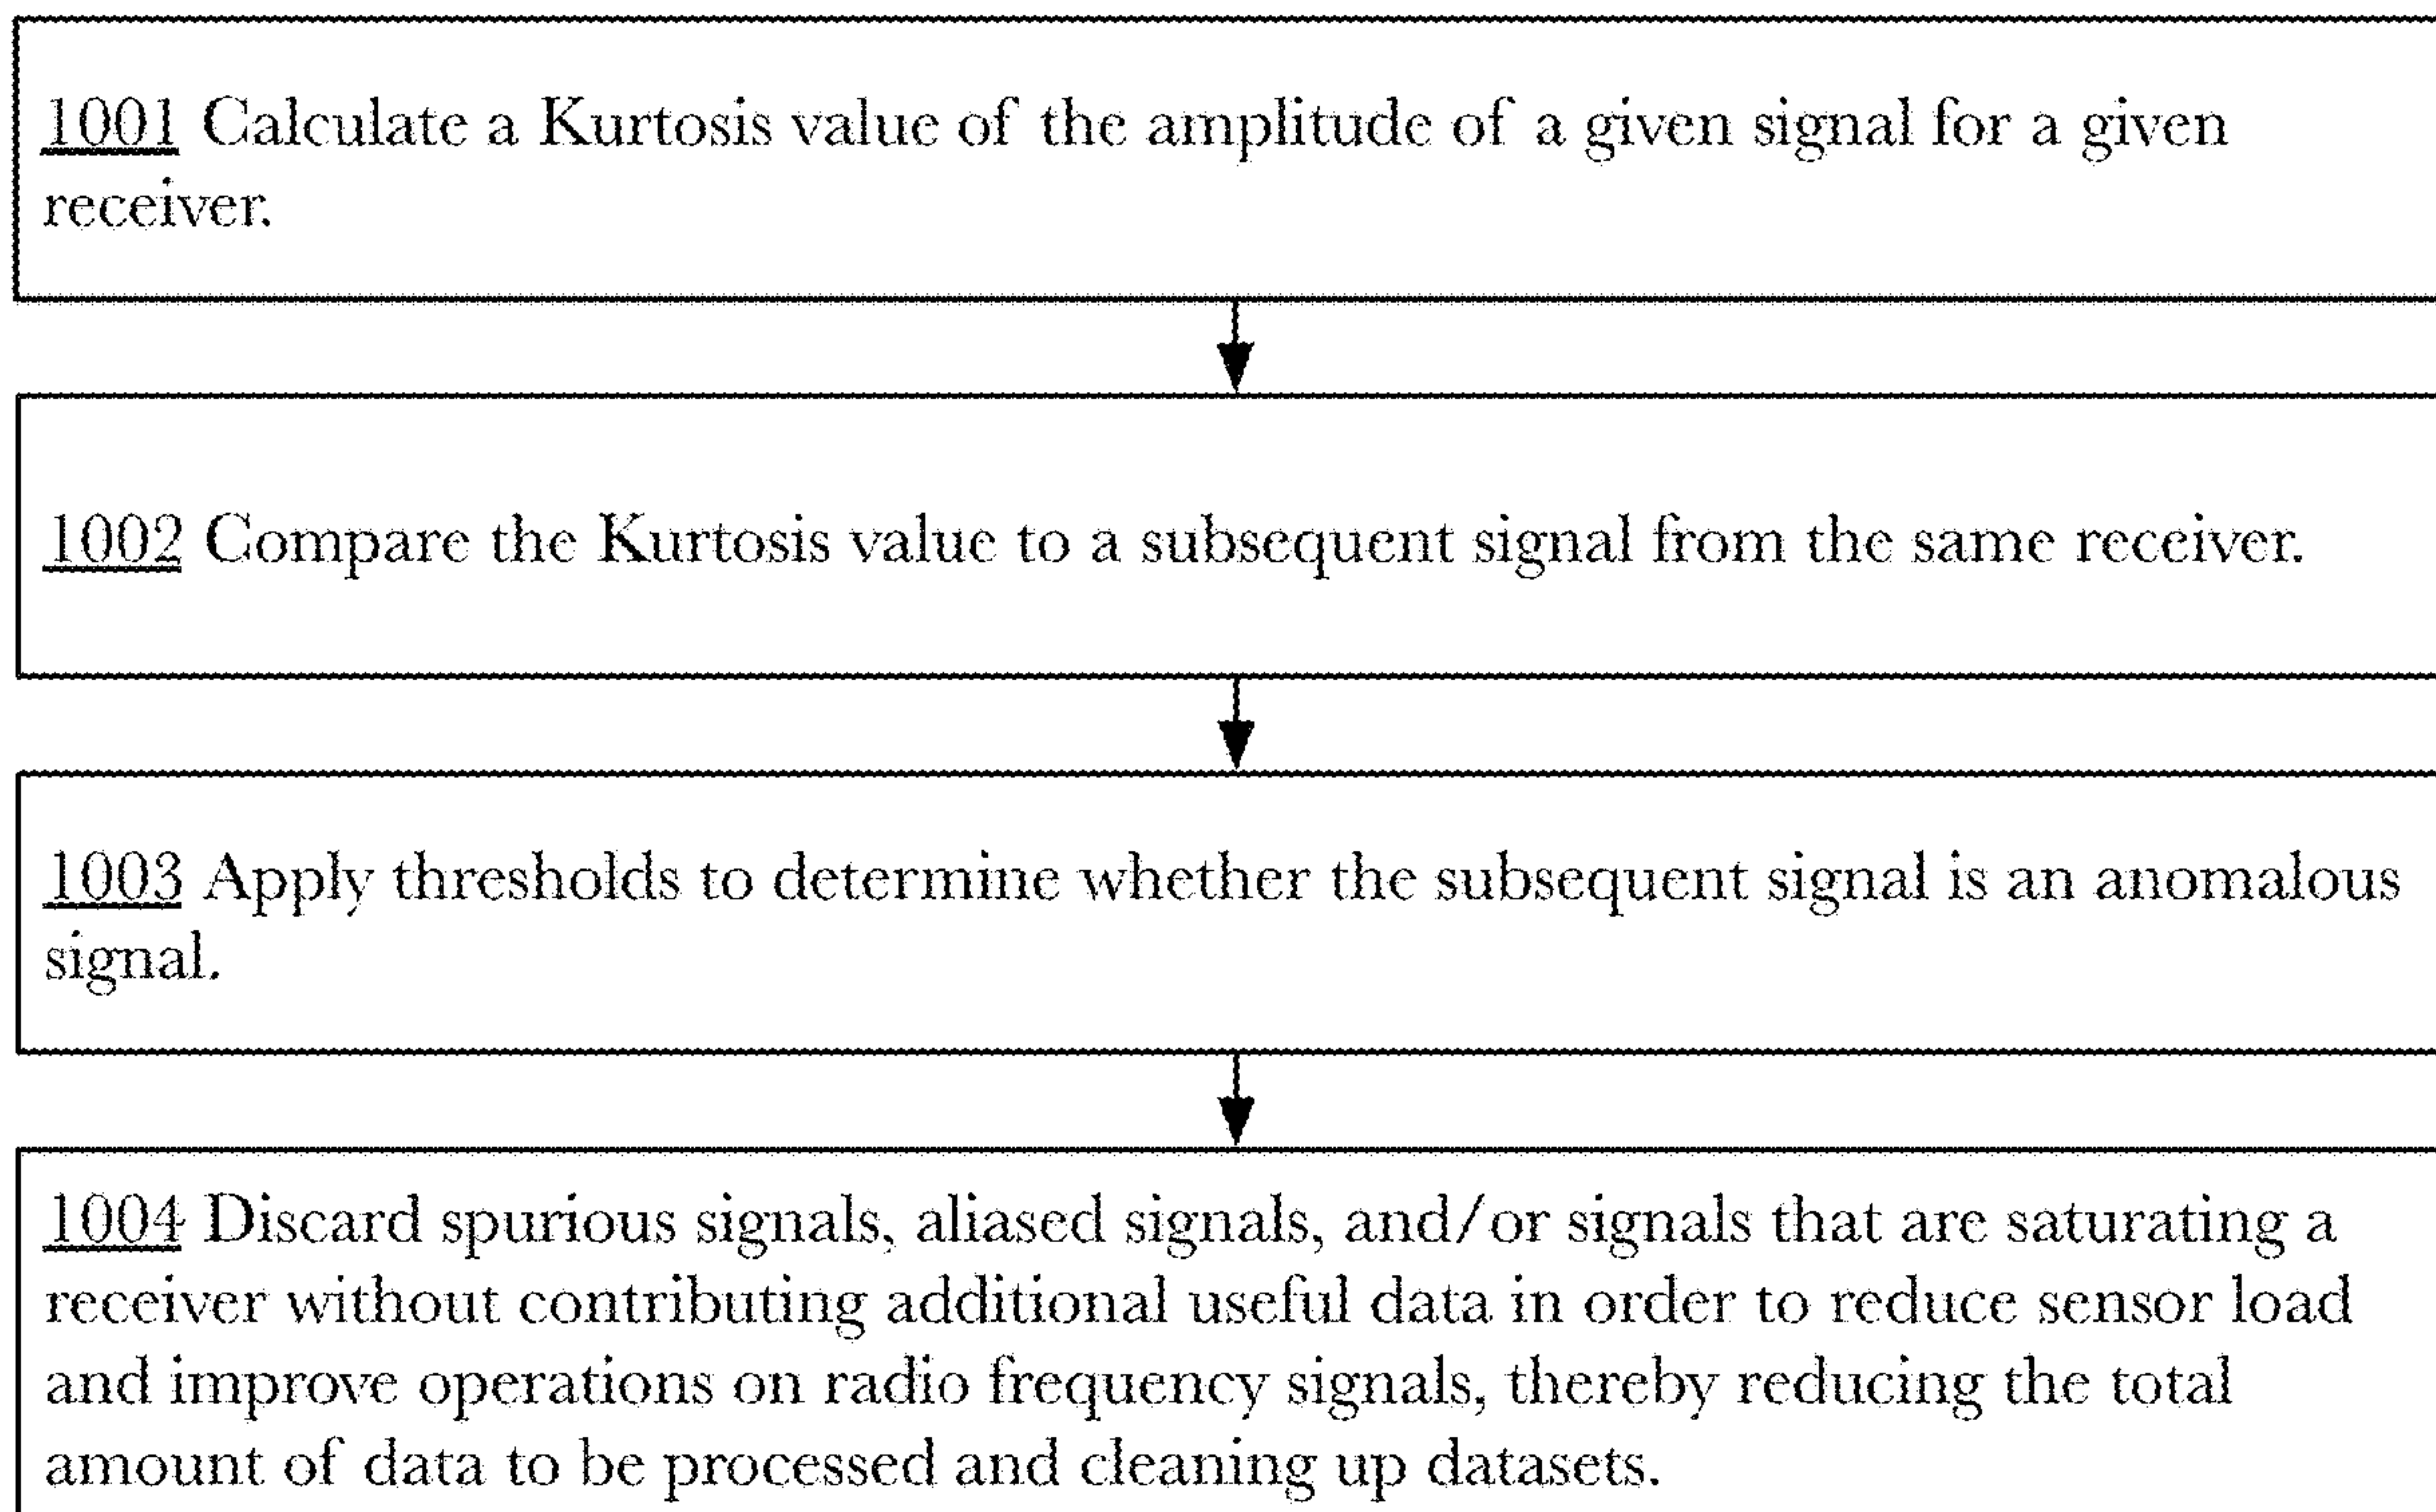 1001 Calculate a Kurtosis value of the amplitude of a given signal for a given
receiver.
1002 Compare the Kurtosis value to a subsequent signal from the same receiver.
1003 Apply thresholds to determine whether the subsequent signal is an anomalous
signal.
1004 Discard spurious signals, aliased signals, and/or signals that are saturating a
receiver without contributing additional useful data in order to reduce sensor load
and improve operations on radio frequency signals, thereby reducing the total
amount of data to be processed and cleaning up datasets.